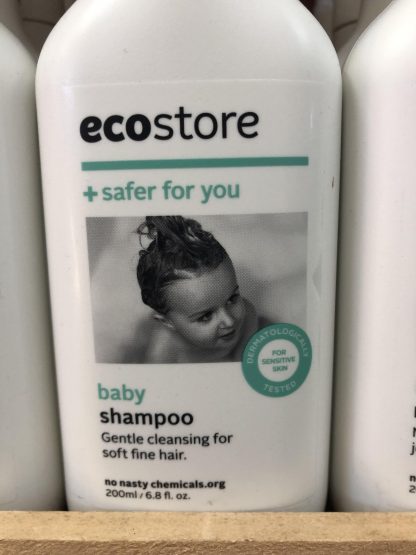 ecostore
+ safer for you
DERMATOLOGICALLY
FOR
SENSITIVE
SKIN
TESTED
baby
shampoo
Gentle cleansing for
soft fine hair.
no nasty chemicals.org
200ml / 6.8 fl. oz.